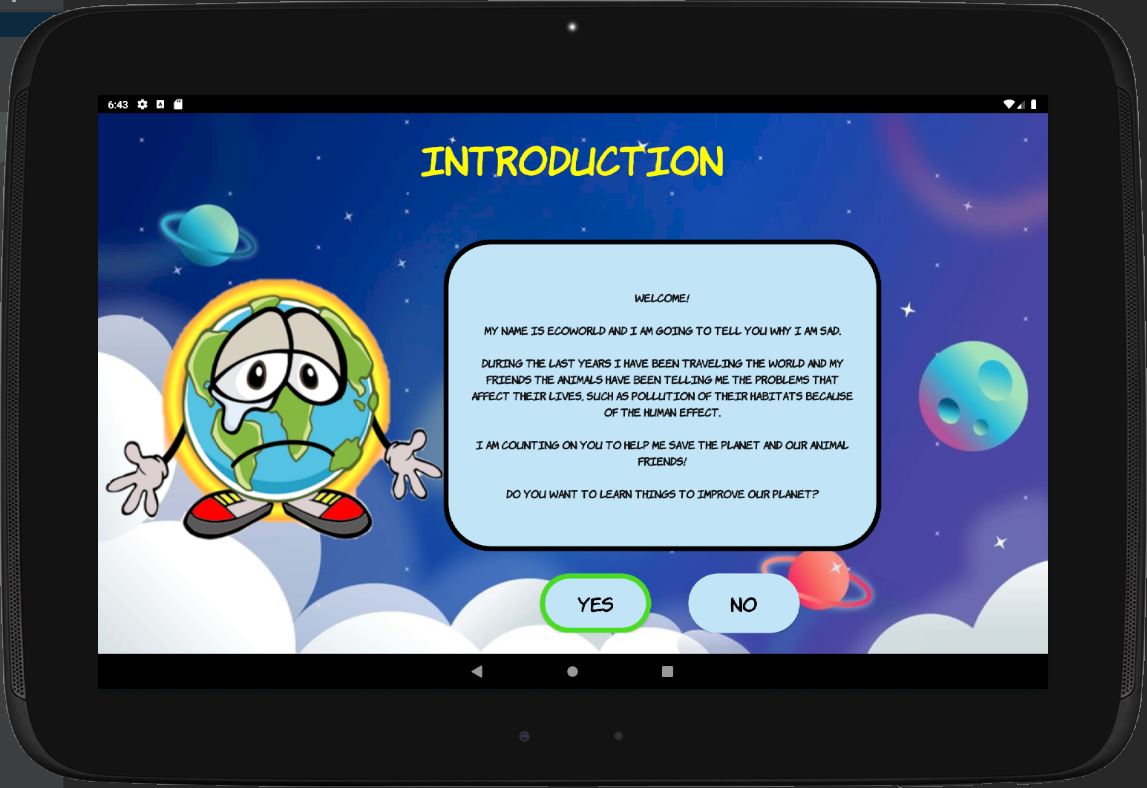 6:43
INTRODUCTION
WELCOME!
MY NAME IS ECOWORLD AND I AM GOING TO TELL YOU WHY I AM SAD.
DURING THE LAST YEARS I HAVE BEEN TRAVELING THE WORLD AND MY
FRIENDS THE ANIMALS HAVE BEEN TELLING ME THE PROBLEMS THAT
AFFECT THEIR LIVES, SUCH AS POLLUTION OF THEIR HABITATS BECAUSE
OF THE HUMAN EFFECT.
I AM COUNTING ON YOU TO HELP ME SAVE THE PLANET AND OUR ANIMAL
FRIENDS!
DO YOU WANT TO LEARN THINGS TO IMPROVE OUR PLANET?
YES
NO